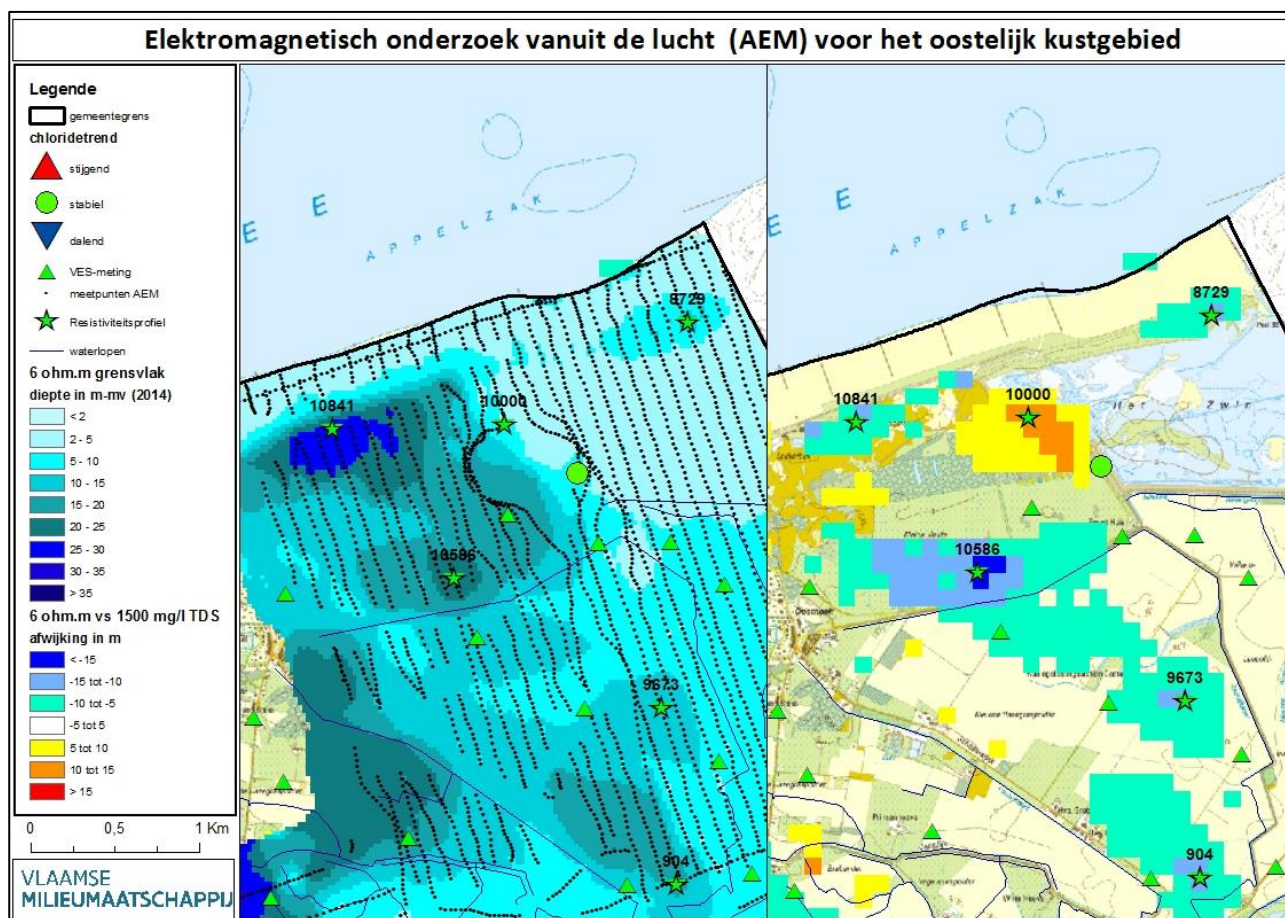 Elektromagnetisch onderzoek vanuit de lucht (AEM) voor het oostelijk kustgebied
Legende
gemeentegrens
chloridetrend
stijgend
stabiel
dalend
VES-meting
meetpunten AEM
Resistiviteitsprofiel
waterlopen
6 ohm.m grensvlak
diepte in m-mv (2014)
< 2
2 - 5
5 - 10
10 - 15
15 - 20
20 - 25
25 - 30
30 - 35
> 35
6 ohm.m vs 1500 mg/l TDS
afwijking in m
< -15
-15 tot -10
-10 tot -5
-5 tot 5
5 tot 10
10 tot 15
> 15
0 0,5 1 Km
VLAAMSE
MILIEUMAATSCHAPPIJ
E E
APPELZAK
8729
10841
10000
10586
9673
904
E
APPELZAK
8729
10841
10000
Het Zwin
10586
9673
904